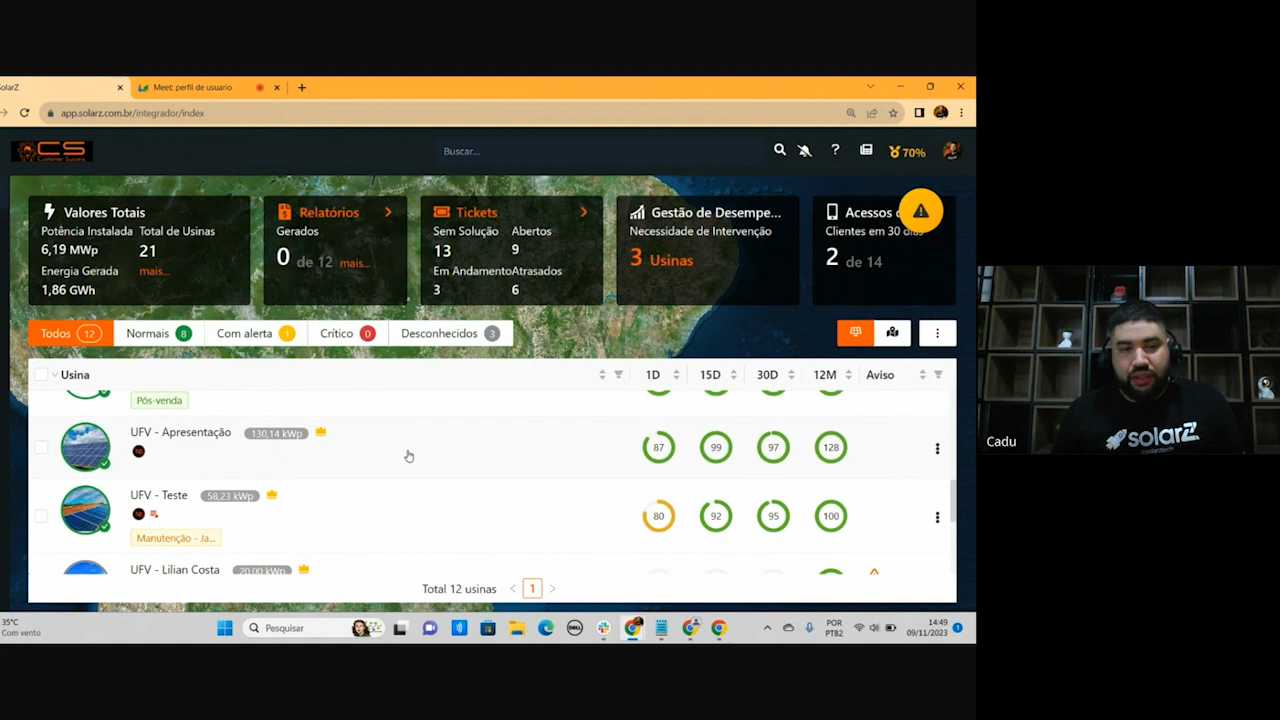 SolarZ
Meet: perfil de usuario
app.solarz.com.br/integrador/index
CS
Customer Success
Buscar...
?
70%
Valores Totais
Potência Instalada Total de Usinas
6,19 MWp 21
Energia Gerada mais...
1,86 GWh
Relatórios
Gerados
0 de 12 mais...
Tickets
Sem Solução Abertos
13 9
Em Andamento Atrasados
3 6
Gestão de Desempe...
Necessidade de Intervenção
3 Usinas
Acessos
Clientes em 30 dias
2 de 14
Todos 12
Normais 8
Com alerta 1
Crítico 0
Desconhecidos 3
Usina 1D 15D 30D 12M Aviso
Pós-venda
UFV - Apresentação 130,14 kWp
87 99 97 128
UFV - Teste 58,23 kWp
80 92 95 100
Manutenção - Ja...
UFV - Lilian Costa 20,00 kWp
Total 12 usinas < 1 >
35°C
Com vento
Pesquisar
DELL
POR
PTB2
14:49
09/11/2023
1
Cadu
solarZ